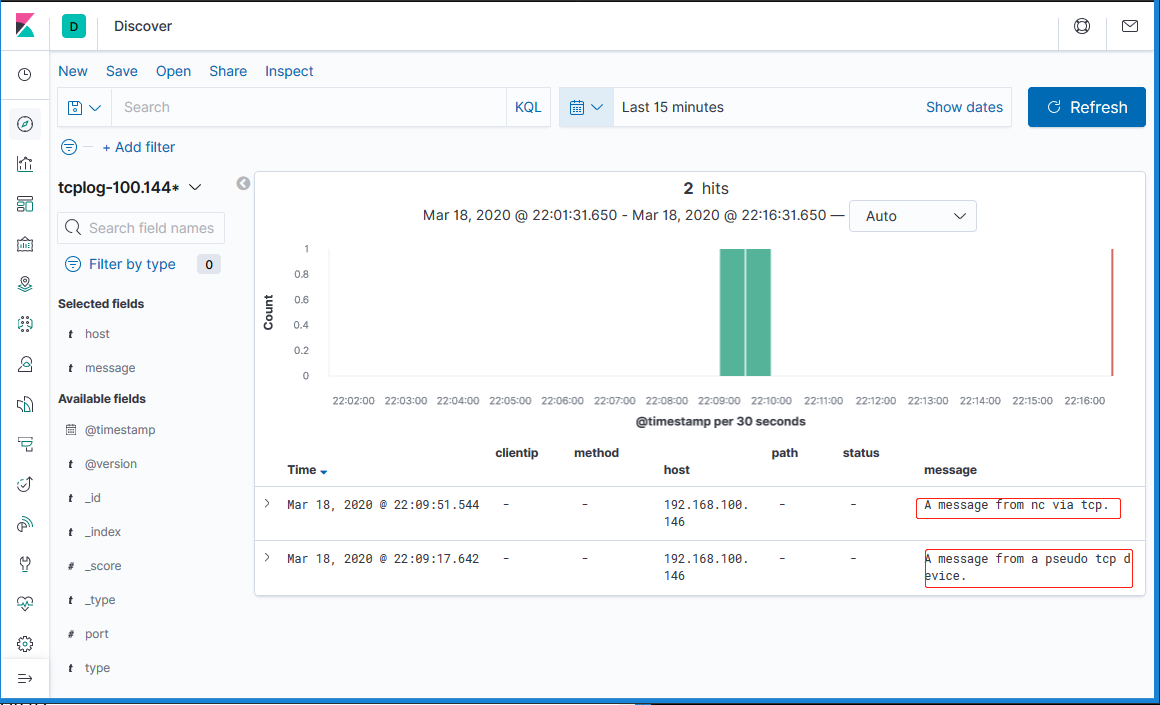 D
Discover
New Save Open Share Inspect
Search KQL Last 15 minutes Show dates Refresh
+ Add filter
tcplog-100.144*
Search field names
Filter by type 0
Selected fields
t host
t message
Available fields
@timestamp
t @version
t _id
t _index
# _score
t _type
# port
t type
2 hits
Mar 18, 2020 @ 22:01:31.650 - Mar 18, 2020 @ 22:16:31.650 — Auto
Count
1
0.8
0.6
0.4
0.2
0
22:02:00 22:03:00 22:04:00 22:05:00 22:06:00 22:07:00 22:08:00 22:09:00 22:10:00 22:11:00 22:12:00 22:13:00 22:14:00 22:15:00 22:16:00
@timestamp per 30 seconds
Time clientip method host path status message
Mar 18, 2020 @ 22:09:51.544 - - 192.168.100. - - A message from nc via tcp.
146
Mar 18, 2020 @ 22:09:17.642 - - 192.168.100. - - A message from a pseudo tcp d
146 evice.